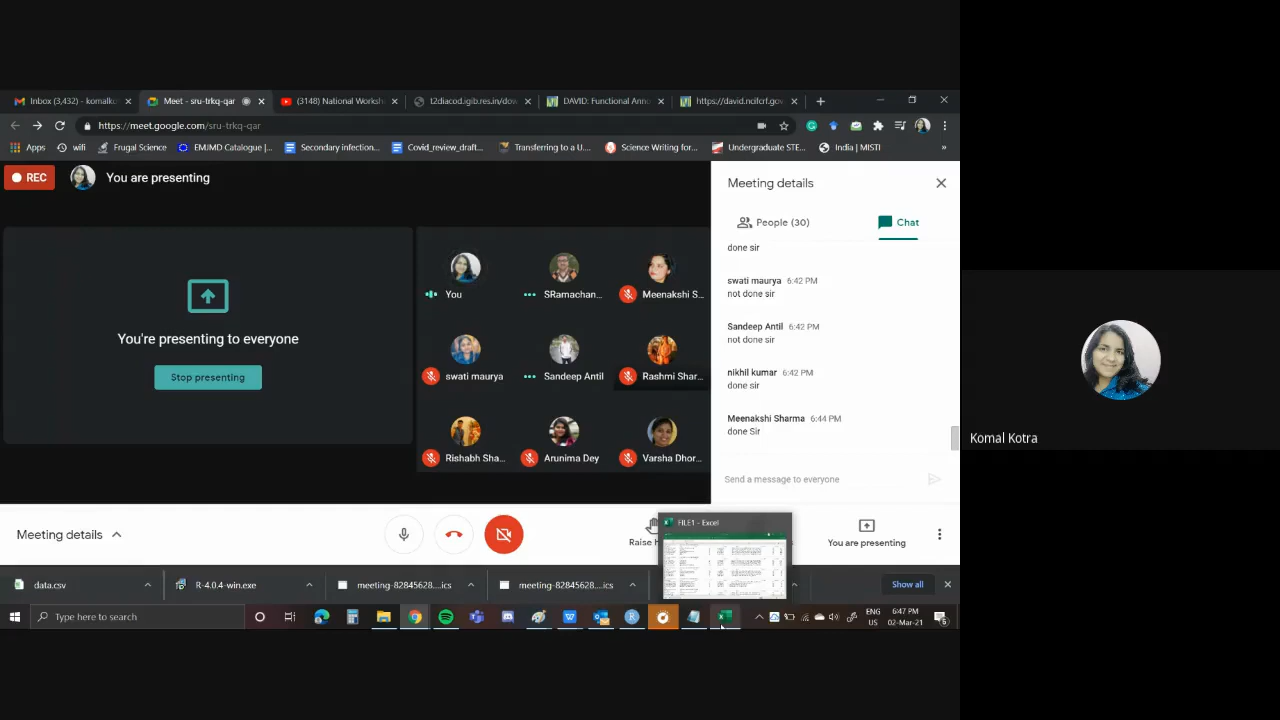 Inbox (3,432) - komalko
Meet - sru-trkq-qar
(3148) National Worksh
t2diacod.igib.res.in/dow
DAVID: Functional Ann
https://david.ncifcrf.gov
https://meet.google.com/sru-trkq-qar
Apps
wifi
Frugal Science
EMJMD Catalogue |...
Secondary infection...
Covid_review_draft...
Transferring to a U....
Science Writing for...
Undergraduate STE...
India | MISTI
»
REC
You are presenting
You're presenting to everyone
Stop presenting
You
SRamachan...
Meenakshi S...
swati maurya
Sandeep Antil
Rashmi Shar...
Rishabh Sha...
Arunima Dey
Varsha Dhor...
Meeting details
People (30)
Chat
done sir
swati maurya 6:42 PM
not done sir
Sandeep Antil 6:42 PM
not done sir
nikhil kumar 6:42 PM
done sir
Meenakshi Sharma 6:44 PM
done Sir
Send a message to everyone
Komal Kotra
Meeting details
Raise h
FILE1 - Excel
You are presenting
data.csv
R-4.0.4-win.exe
meeting-82845628....ics
meeting-82845628....ics
Show all
Type here to search
ENG
US
6:47 PM
02-Mar-21